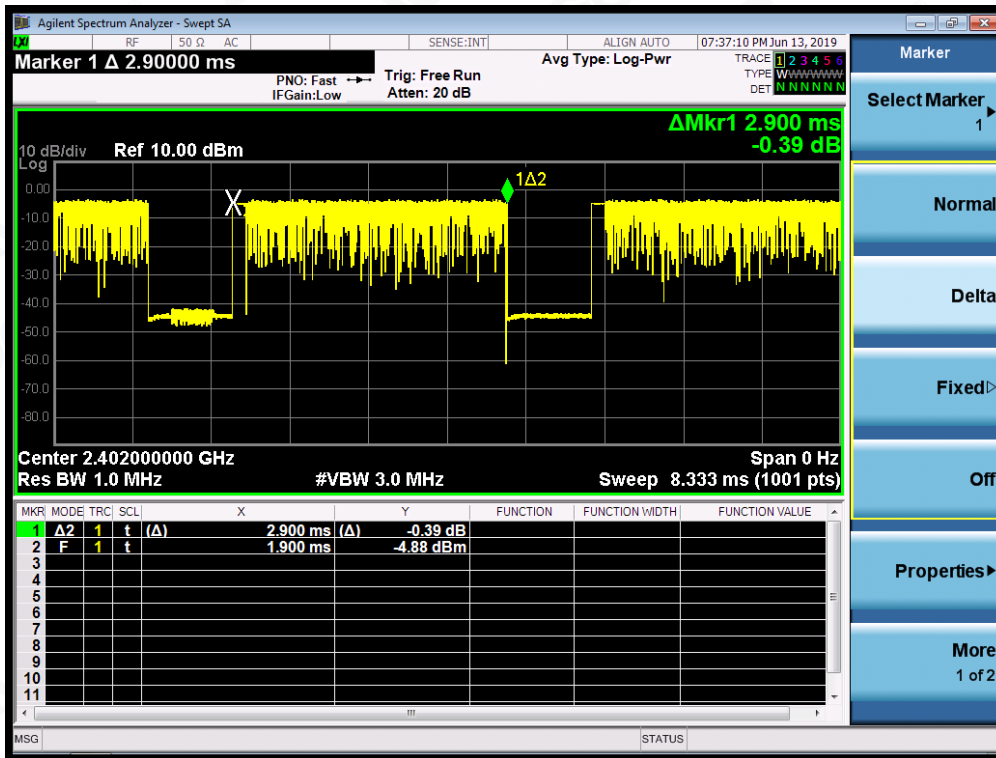 Agilent Spectrum Analyzer - Swept SA
LXI RF 50 Ω AC SENSE:INT ALIGN AUTO 07:37:10 PM Jun 13, 2019
Marker 1 Δ 2.90000 ms
PNO: Fast
IFGain:Low
Trig: Free Run
Atten: 20 dB
Avg Type: Log-Pwr
TRACE 1 2 3 4 5 6
TYPE WWWWWW
DET N N N N N N
ΔMkr1 2.900 ms
-0.39 dB
10 dB/div Ref 10.00 dBm
Log
0.00
-10.0
-20.0
-30.0
-40.0
-50.0
-60.0
-70.0
-80.0
1Δ2
Center 2.402000000 GHz Span 0 Hz
Res BW 1.0 MHz #VBW 3.0 MHz Sweep 8.333 ms (1001 pts)
MKR MODE TRC SCL X Y FUNCTION FUNCTION WIDTH FUNCTION VALUE
1 Δ2 1 t (Δ) 2.900 ms (Δ) -0.39 dB
2 F 1 t 1.900 ms -4.88 dBm
3
4
5
6
7
8
9
10
11
MSG STATUS
Marker
Select Marker
1
Normal
Delta
Fixed
Off
Properties
More
1 of 2